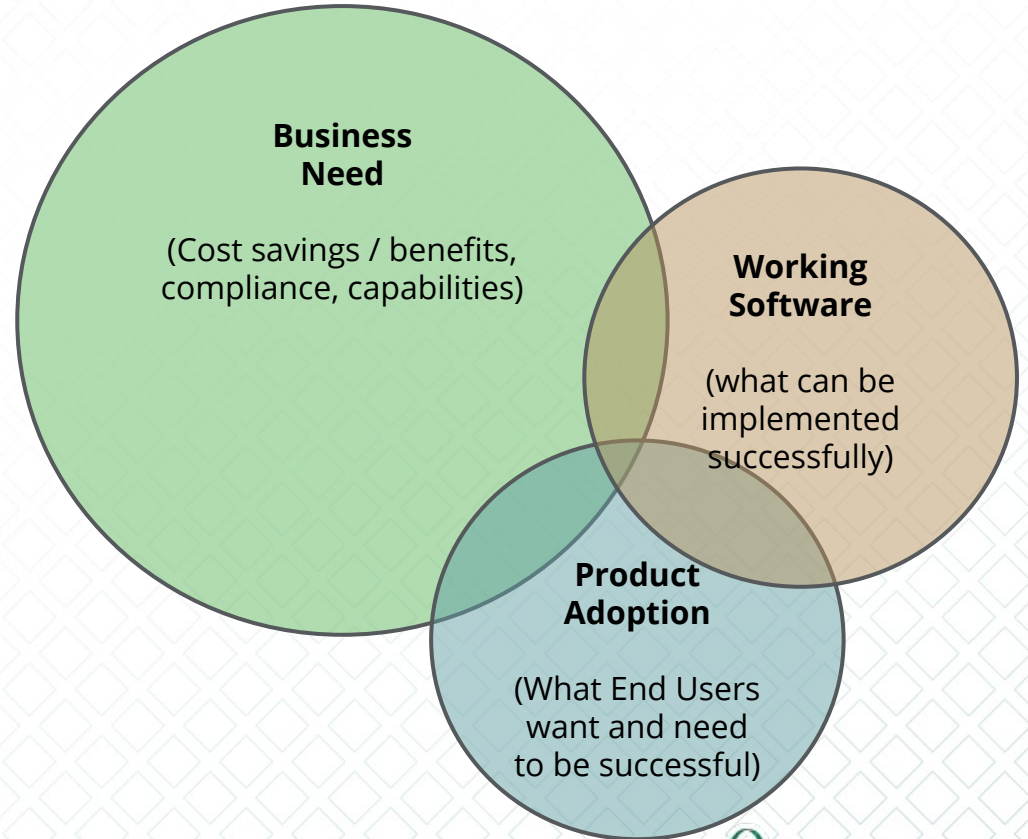 Business
Need
(Cost savings / benefits,
compliance, capabilities)
Working
Software
(what can be
implemented
successfully)
Product
Adoption
(What End Users
want and need
to be successful)